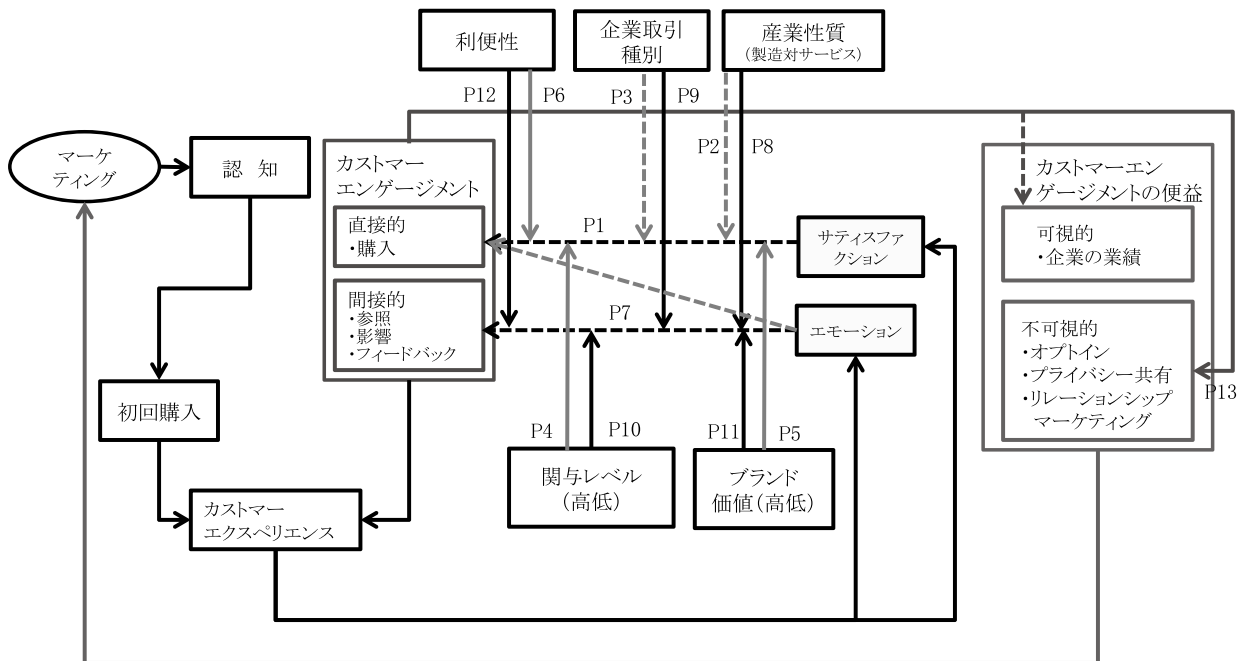 利便性
企業取引
種別
産業性質
(製造対サービス)
P12
P6
P3
P9
P2
P8
マーケ
ティング
認 知
カストマー
エンゲージメント
直接的
・購入
間接的
・参照
・影響
・フィードバック
P1
P7
サティスファ
クション
エモーション
カストマーエン
ゲージメントの便益
可視的
・企業の業績
不可視的
・オプトイン
・プライバシー共有
・リレーションシップ
マーケティング
P13
初回購入
P4
P10
P11
P5
関与レベル
(高低)
ブランド
価値(高低)
カストマー
エクスペリエンス